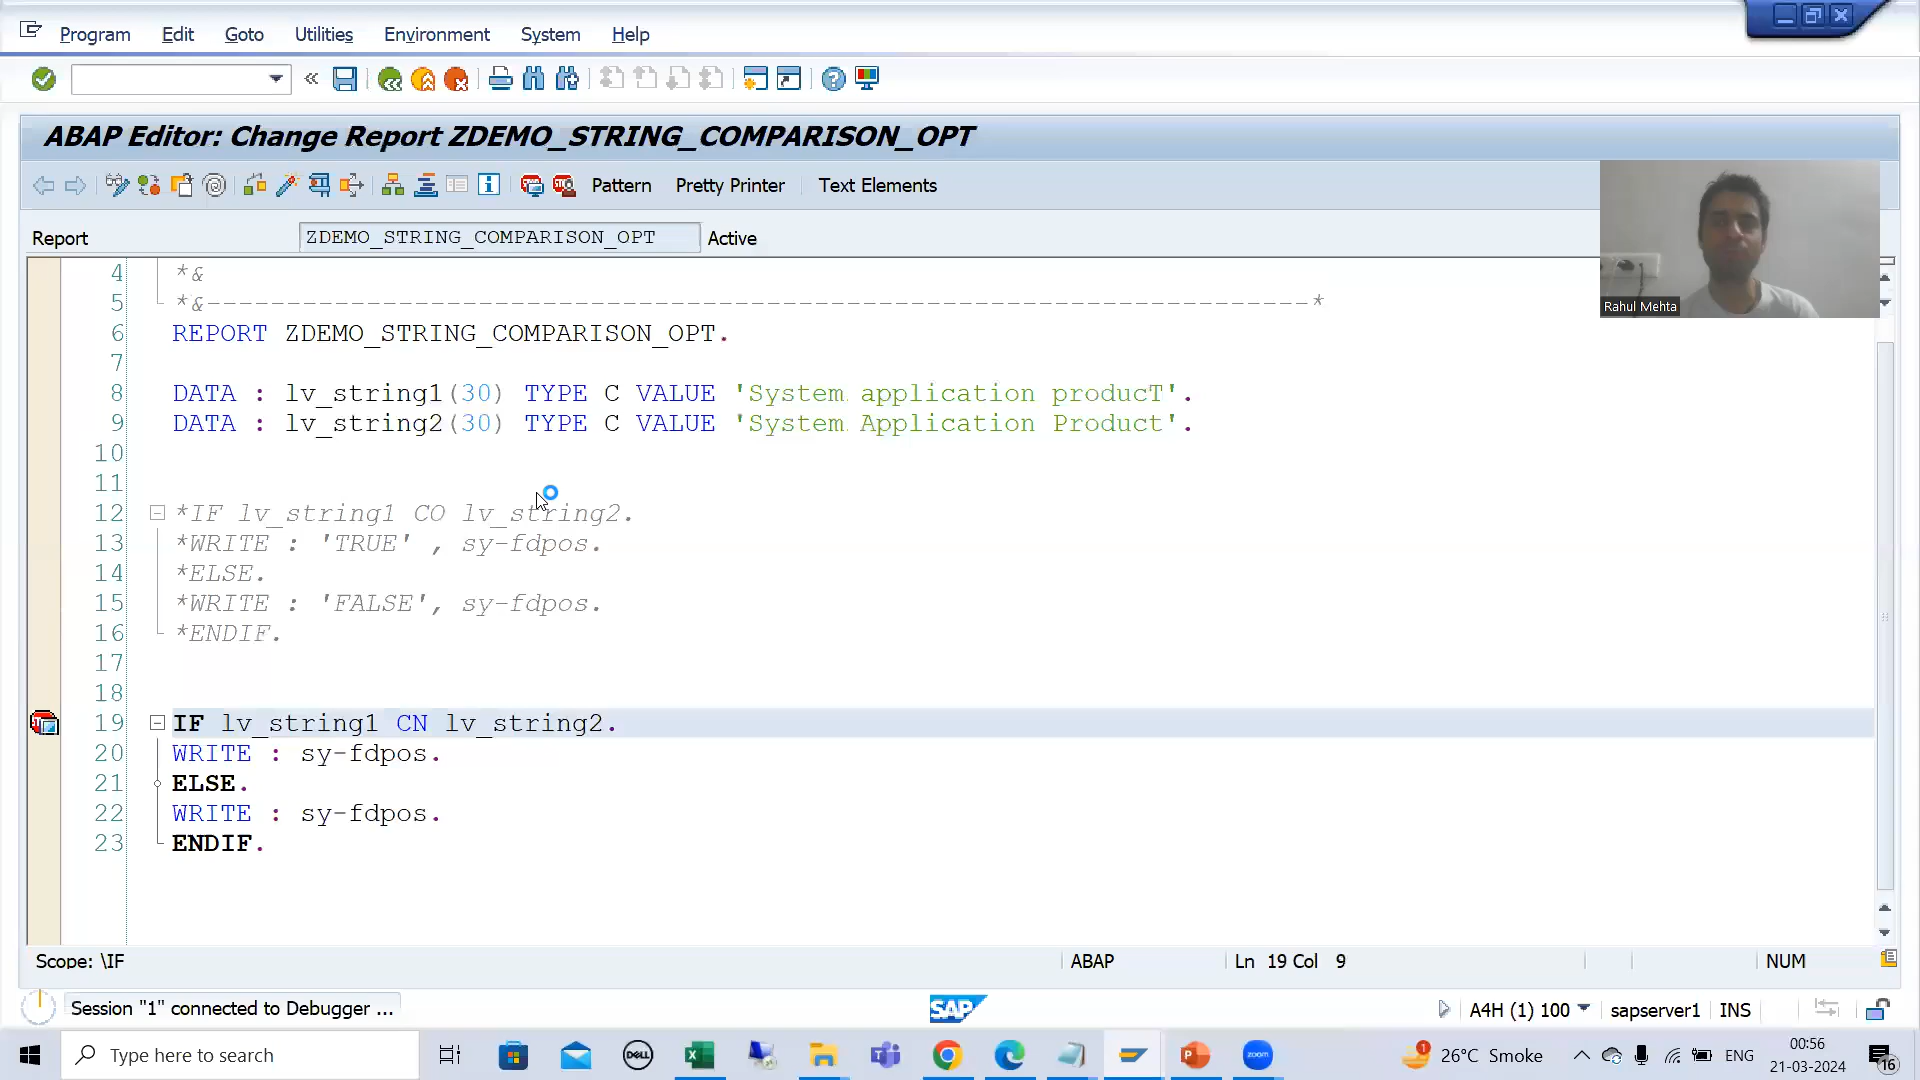 Program Edit Goto Utilities Environment System Help
ABAP Editor: Change Report ZDEMO_STRING_COMPARISON_OPT
Pattern Pretty Printer Text Elements
Report ZDEMO_STRING_COMPARISON_OPT Active
Rahul Mehta
4 *&
5 *&---------------------------------------------------------------------*
6 REPORT ZDEMO_STRING_COMPARISON_OPT.
7
8 DATA : lv_string1(30) TYPE C VALUE 'System application producT'.
9 DATA : lv_string2(30) TYPE C VALUE 'System Application Product'.
10
11
12 *IF lv_string1 CO lv_string2.
13 *WRITE : 'TRUE' , sy-fdpos.
14 *ELSE.
15 *WRITE : 'FALSE', sy-fdpos.
16 *ENDIF.
17
18
19 IF lv_string1 CN lv_string2.
20 WRITE : sy-fdpos.
21 ELSE.
22 WRITE : sy-fdpos.
23 ENDIF.
Scope: \IF ABAP Ln 19 Col 9 NUM
Session "1" connected to Debugger ... SAP A4H (1) 100 sapserver1 INS
Type here to search DELL zoom 1 26°C Smoke ENG 00:56
21-03-2024 16